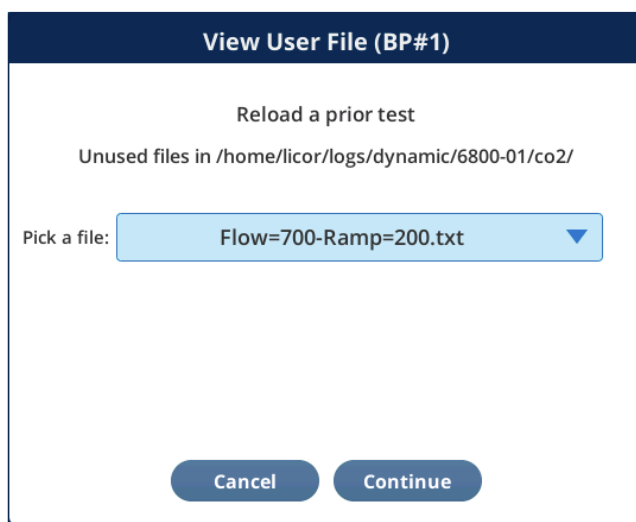 View User File (BP#1)
Reload a prior test
Unused files in /home/licor/logs/dynamic/6800-01/co2/
Pick a file: Flow=700-Ramp=200.txt
Cancel Continue